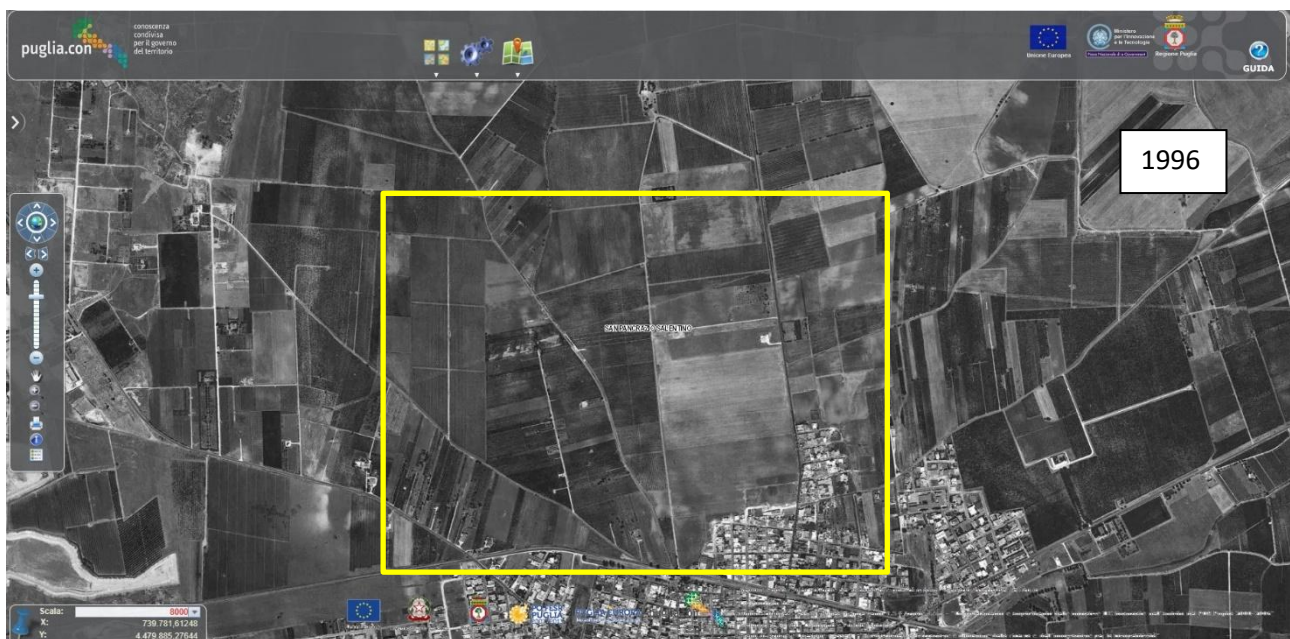 puglia.con
conoscenza
condivisa
per il governo
del territorio
Unione Europea
Ministero
per l'Innovazione
e le Tecnologie
Regione Puglia
GUIDA
1996
SAN PANCRAZIO SALENTINO
Scala: 8000
X: 739.781,61248
Y: 4.479.885,27644